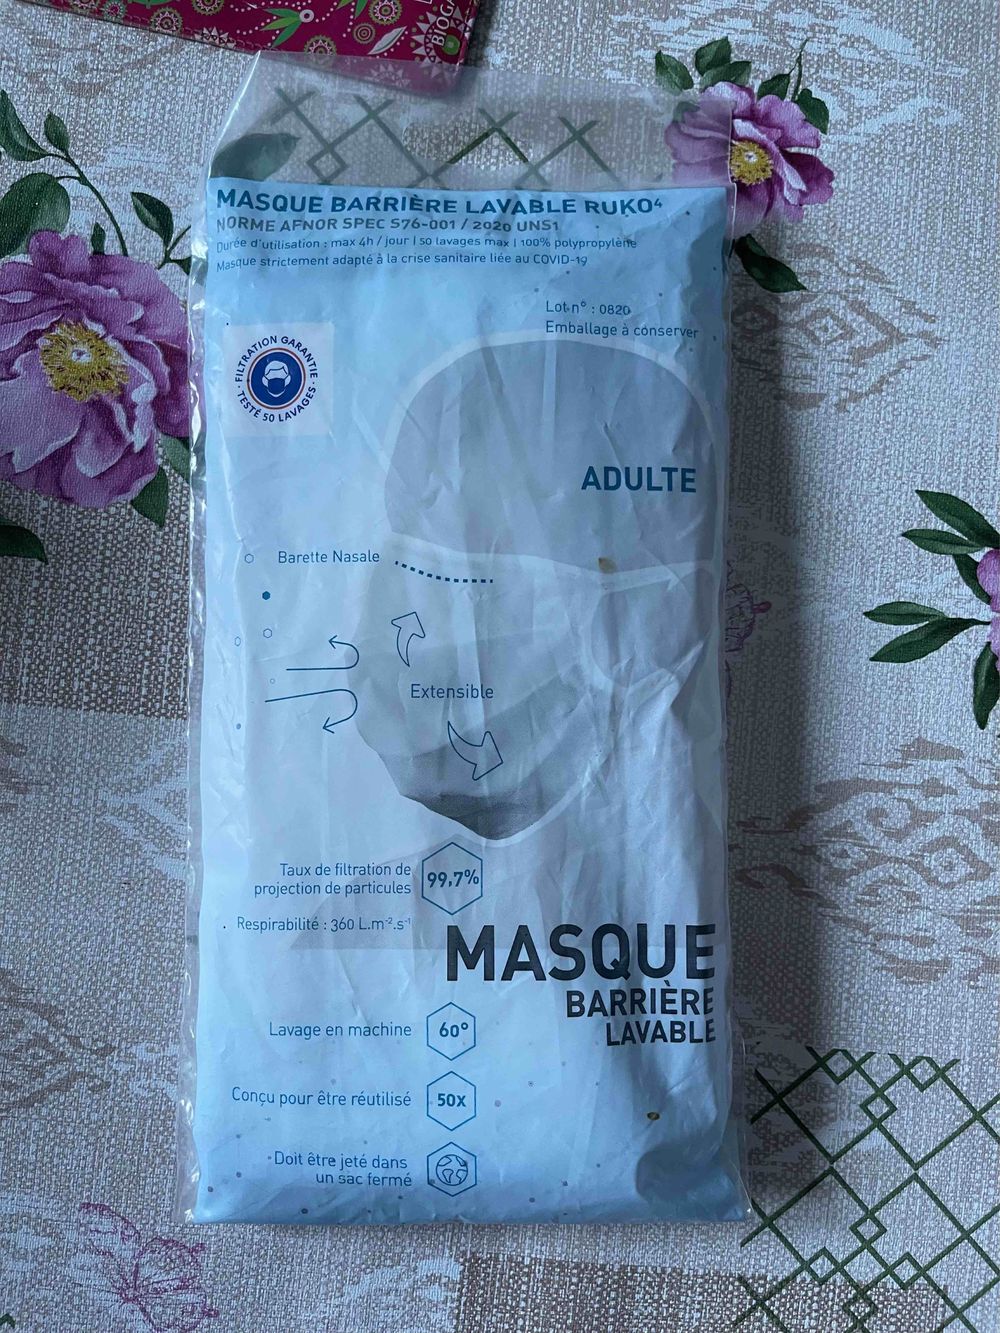 BIOGA
MASQUE BARRIÈRE LAVABLE RUKO⁴
NORME AFNOR SPEC S76-001 / 2020 UNS1
Durée d'utilisation : max 4h / jour | 50 lavages max | 100% polypropylène
Masque strictement adapté à la crise sanitaire liée au COVID-19
Lot n° : 0820
Emballage à conserver
· FILTRATION GARANTIE ·
TESTÉ 50 LAVAGES
ADULTE
Barette Nasale
Extensible
Taux de filtration de
projection de particules
99,7%
Respirabilité : 360 L.m⁻².s⁻¹
MASQUE
BARRIÈRE
LAVABLE
Lavage en machine
60°
Conçu pour être réutilisé
50x
Doit être jeté dans
un sac fermé